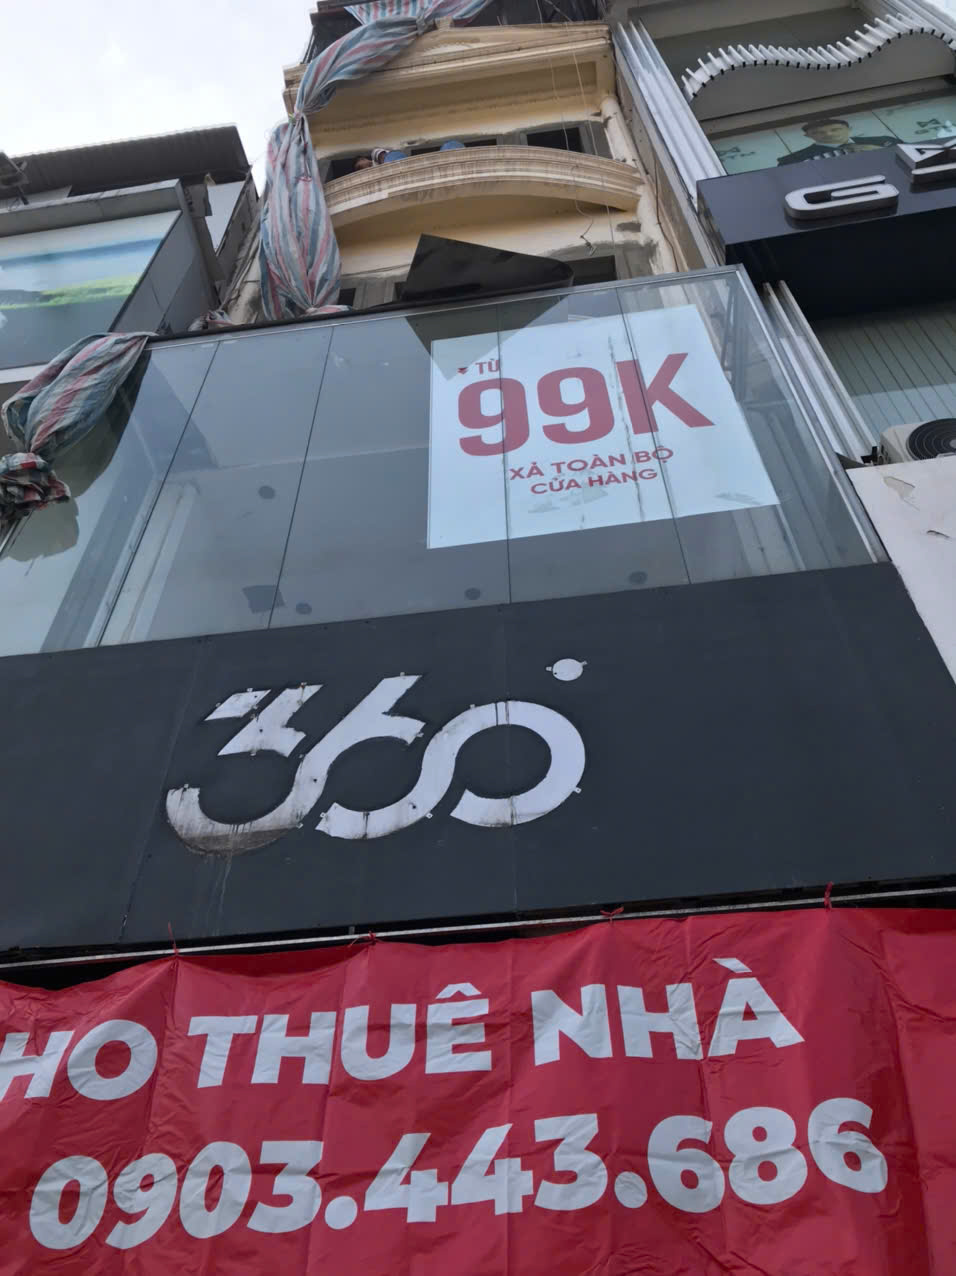 TỪ
99K
XẢ TOÀN BỘ
CỬA HÀNG
360°
HO THUÊ NHÀ
0903.443.686